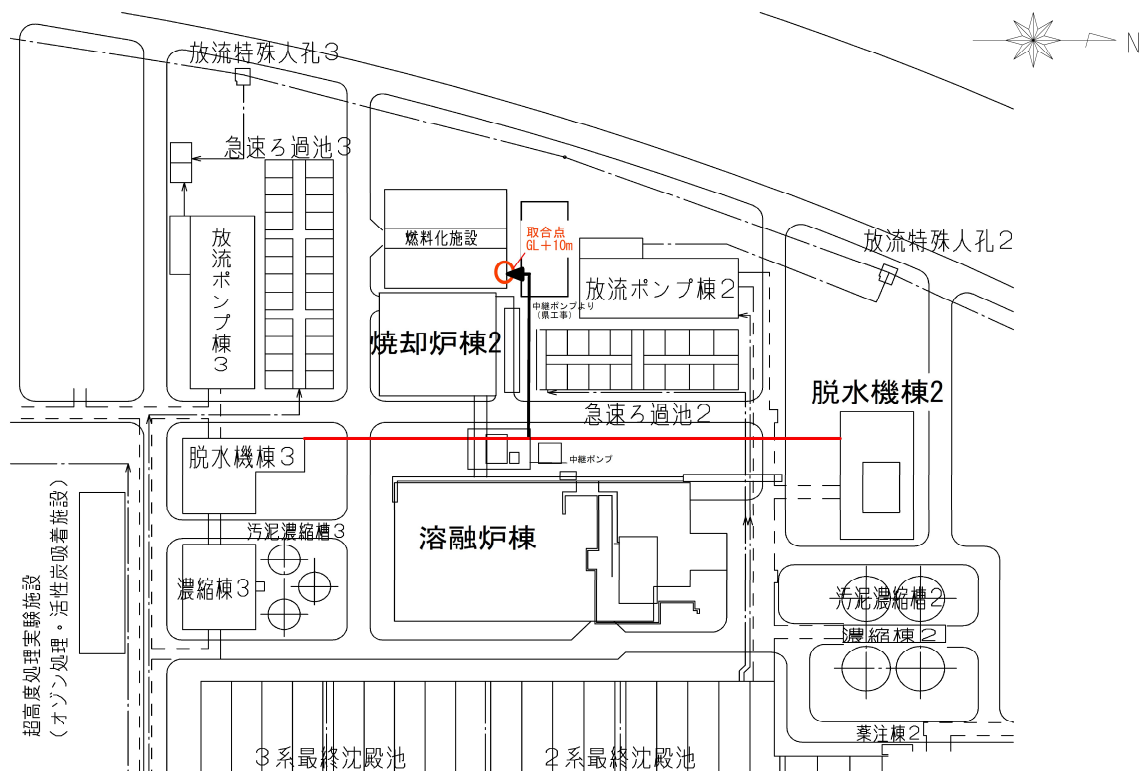 N
放流特殊人孔3
急速ろ過池3
放流ポンプ棟3
燃料化施設
取合点
GL＋10m
放流特殊人孔2
放流ポンプ棟2
中継ポンプより
（県工事）
焼却炉棟2
脱水機棟2
急速ろ過池2
脱水機棟3
中継ポンプ
溶融炉棟
汚泥濃縮槽3
濃縮棟3
超高度処理実験施設
（オゾン処理・活性炭吸着施設）
汚泥濃縮槽2
濃縮棟2
薬注棟2
3系最終沈殿池
2系最終沈殿池